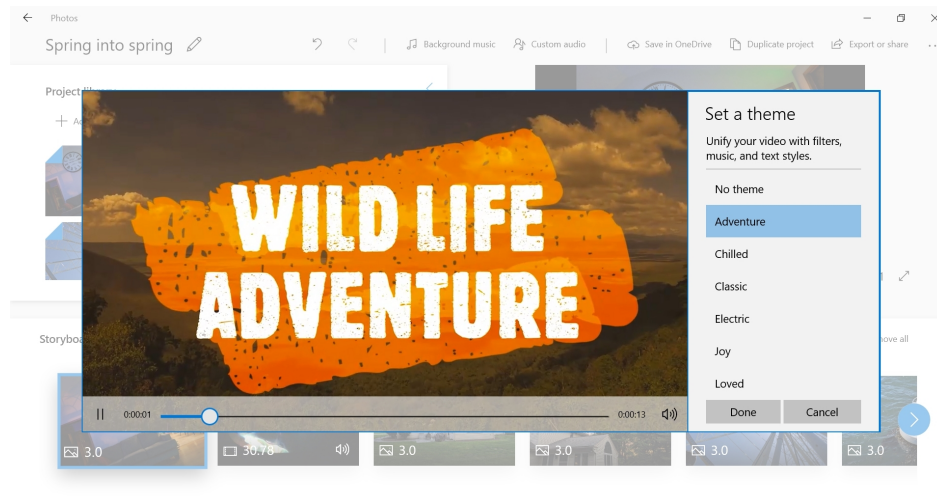 Photos
Spring into spring
Background music
Custom audio
Save in OneDrive
Duplicate project
Export or share
Project
WILD LIFE
ADVENTURE
0:00:01
0:00:13
Set a theme
Unify your video with filters,
music, and text styles.
No theme
Adventure
Chilled
Classic
Electric
Joy
Loved
Done
Cancel
all
3.0
30.78
3.0
3.0
3.0
3.0